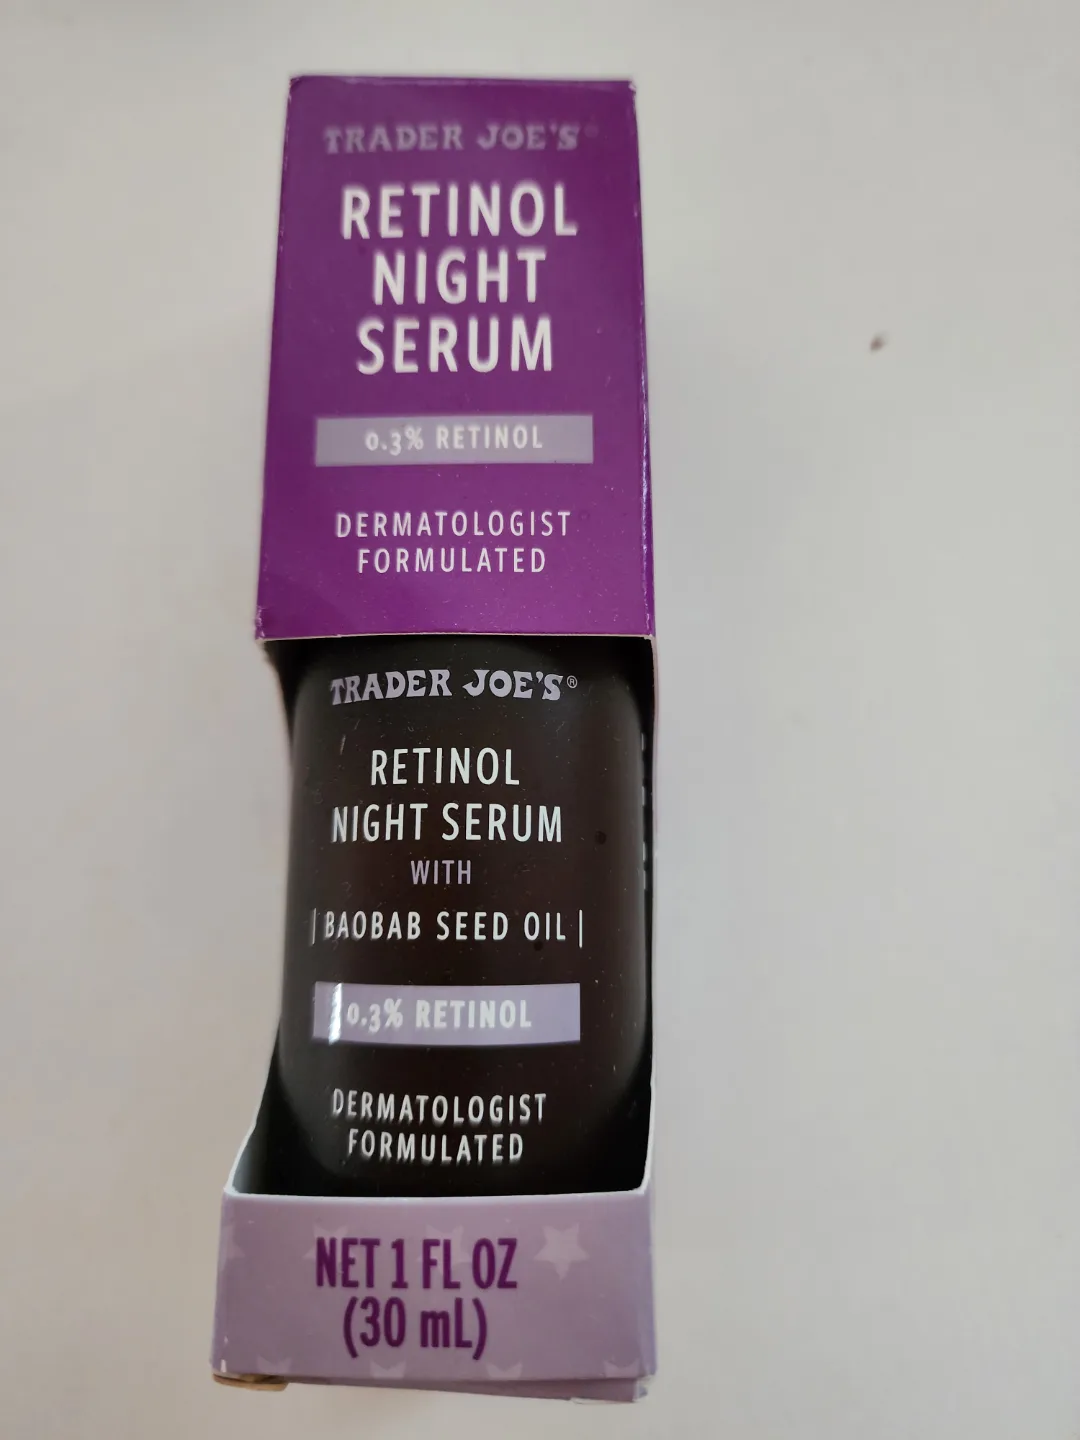 TRADER JOE'S®
RETINOL
NIGHT
SERUM
0.3% RETINOL
DERMATOLOGIST
FORMULATED
TRADER JOE'S®
RETINOL
NIGHT SERUM
WITH
| BAOBAB SEED OIL |
0.3% RETINOL
DERMATOLOGIST
FORMULATED
NET 1 FL OZ
(30 mL)